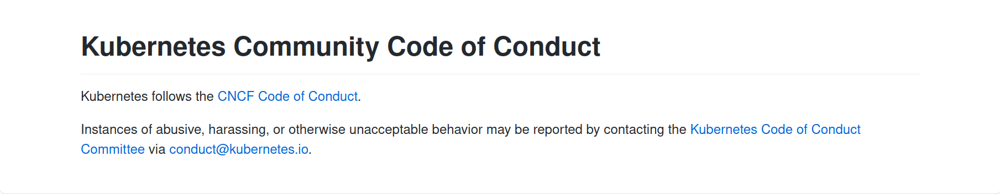 Kubernetes Community Code of Conduct
Kubernetes follows the CNCF Code of Conduct.
Instances of abusive, harassing, or otherwise unacceptable behavior may be reported by contacting the Kubernetes Code of Conduct
Committee via conduct@kubernetes.io.